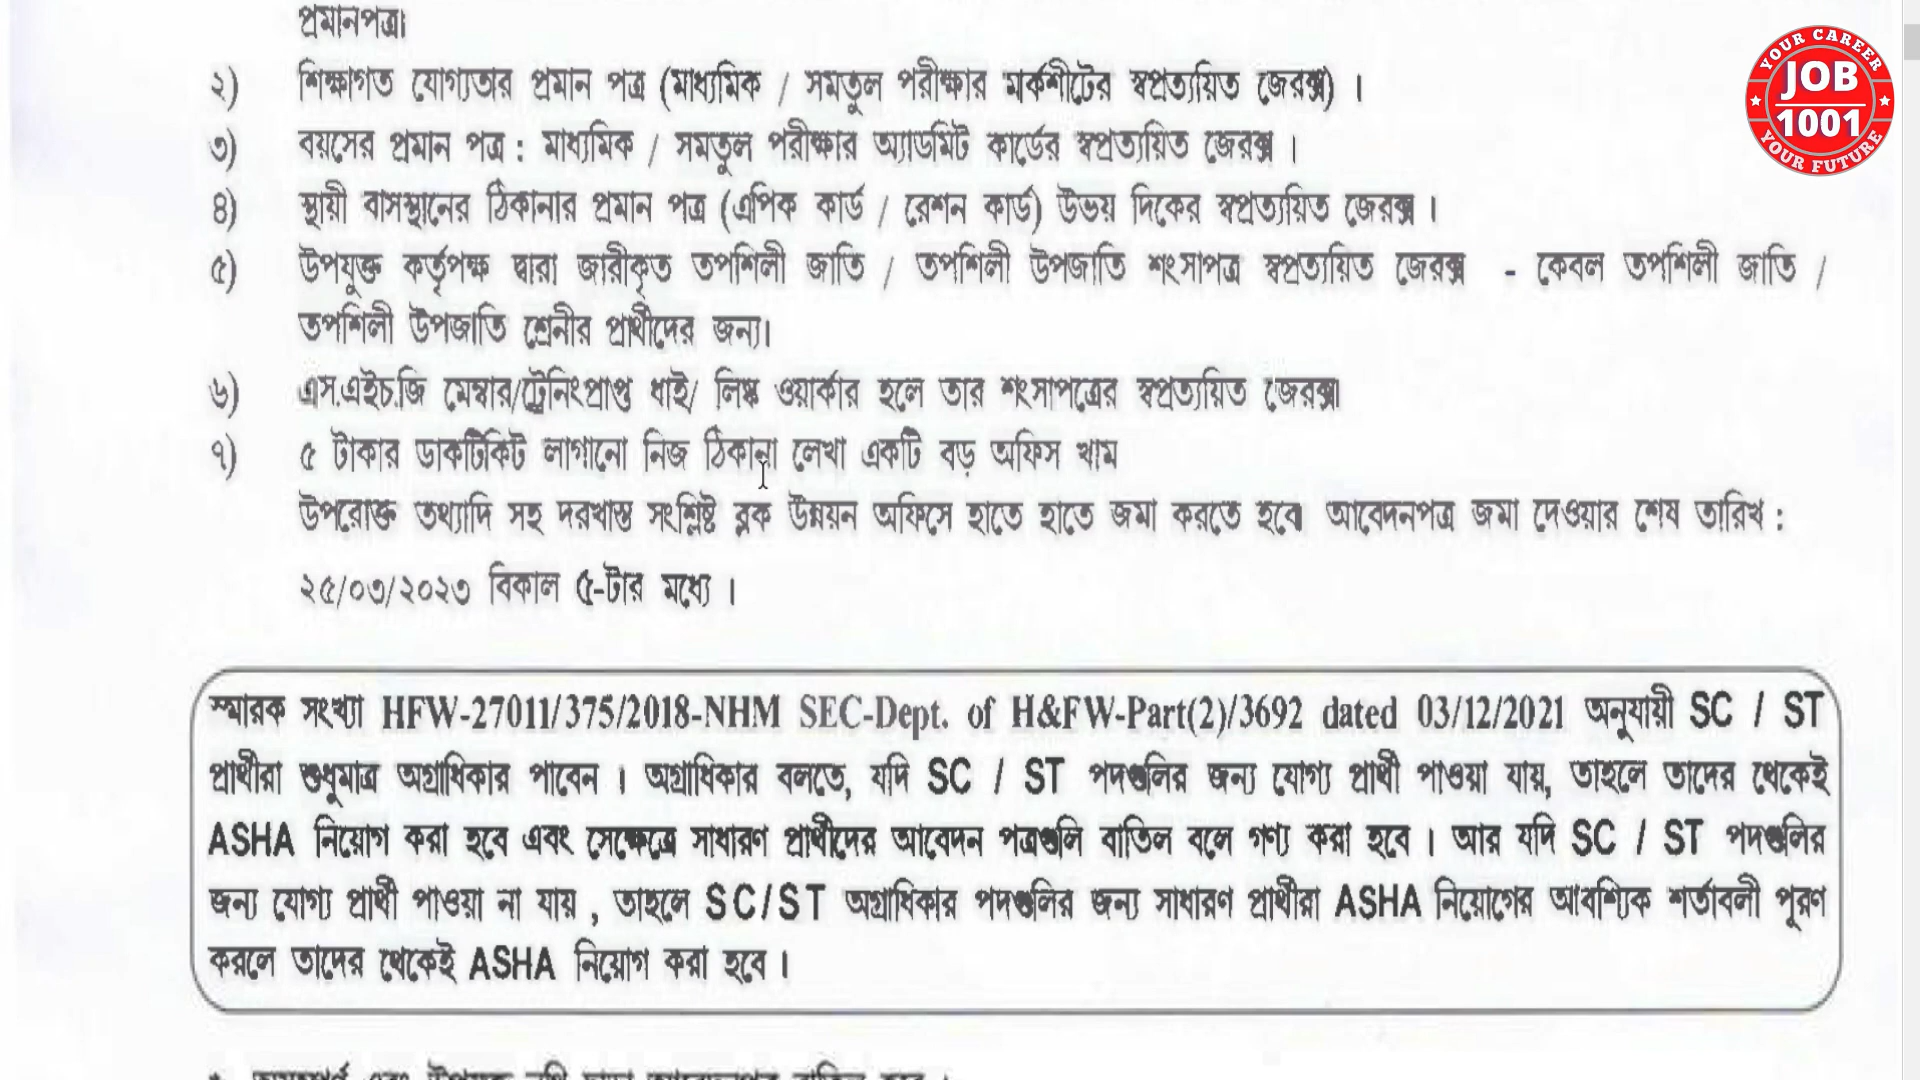 প্রমানপত্র।
২) শিক্ষাগত যোগ্যতার প্রমান পত্র (মাধ্যমিক / সমতুল পরীক্ষার মার্কশীটের স্বপ্রত্যয়িত জেরক্স) ।
৩) বয়সের প্রমান পত্র : মাধ্যমিক / সমতুল পরীক্ষার অ্যাডমিট কার্ডের স্বপ্রত্যয়িত জেরক্স ।
৪) স্থায়ী বাসস্থানের ঠিকানার প্রমান পত্র (এপিক কার্ড / রেশন কার্ড) উভয় দিকের স্বপ্রত্যয়িত জেরক্স ।
৫) উপযুক্ত কর্তৃপক্ষ দ্বারা জারীকৃত তপশিলী জাতি / তপশিলী উপজাতি শংসাপত্র স্বপ্রত্যয়িত জেরক্স - কেবল তপশিলী জাতি /
তপশিলী উপজাতি শ্রেনীর প্রার্থীদের জন্য।
৬) এস.এইচ.জি মেম্বার/ট্রেনিংপ্রাপ্ত ধাই/ লিঙ্ক ওয়ার্কার হলে তার শংসাপত্রের স্বপ্রত্যয়িত জেরক্স।
৭) ৫ টাকার ডাকটিকিট লাগানো নিজ ঠিকানা লেখা একটি বড় অফিস খাম
উপরোক্ত তথ্যাদি সহ দরখাস্ত সংশ্লিষ্ট ব্লক উন্নয়ন অফিসে হাতে হাতে জমা করতে হবে। আবেদনপত্র জমা দেওয়ার শেষ তারিখ :
২৫/০৩/২০২৩ বিকাল ৫-টার মধ্যে ।
স্মারক সংখ্যা HFW-27011/375/2018-NHM SEC-Dept. of H&FW-Part(2)/3692 dated 03/12/2021 অনুযায়ী SC / ST
প্রার্থীরা শুধুমাত্র অগ্রাধিকার পাবেন । অগ্রাধিকার বলতে, যদি SC / ST পদগুলির জন্য যোগ্য প্রার্থী পাওয়া যায়, তাহলে তাদের থেকেই
ASHA নিয়োগ করা হবে এবং সেক্ষেত্রে সাধারণ প্রার্থীদের আবেদন পত্রগুলি বাতিল বলে গণ্য করা হবে । আর যদি SC / ST পদগুলির
জন্য যোগ্য প্রার্থী পাওয়া না যায় , তাহলে SC/ST অগ্রাধিকার পদগুলির জন্য সাধারণ প্রার্থীরা ASHA নিয়োগের আবশ্যিক শর্তাবলী পূরণ
করলে তাদের থেকেই ASHA নিয়োগ করা হবে ।
YOUR CAREER
JOB
1001
YOUR FUTURE